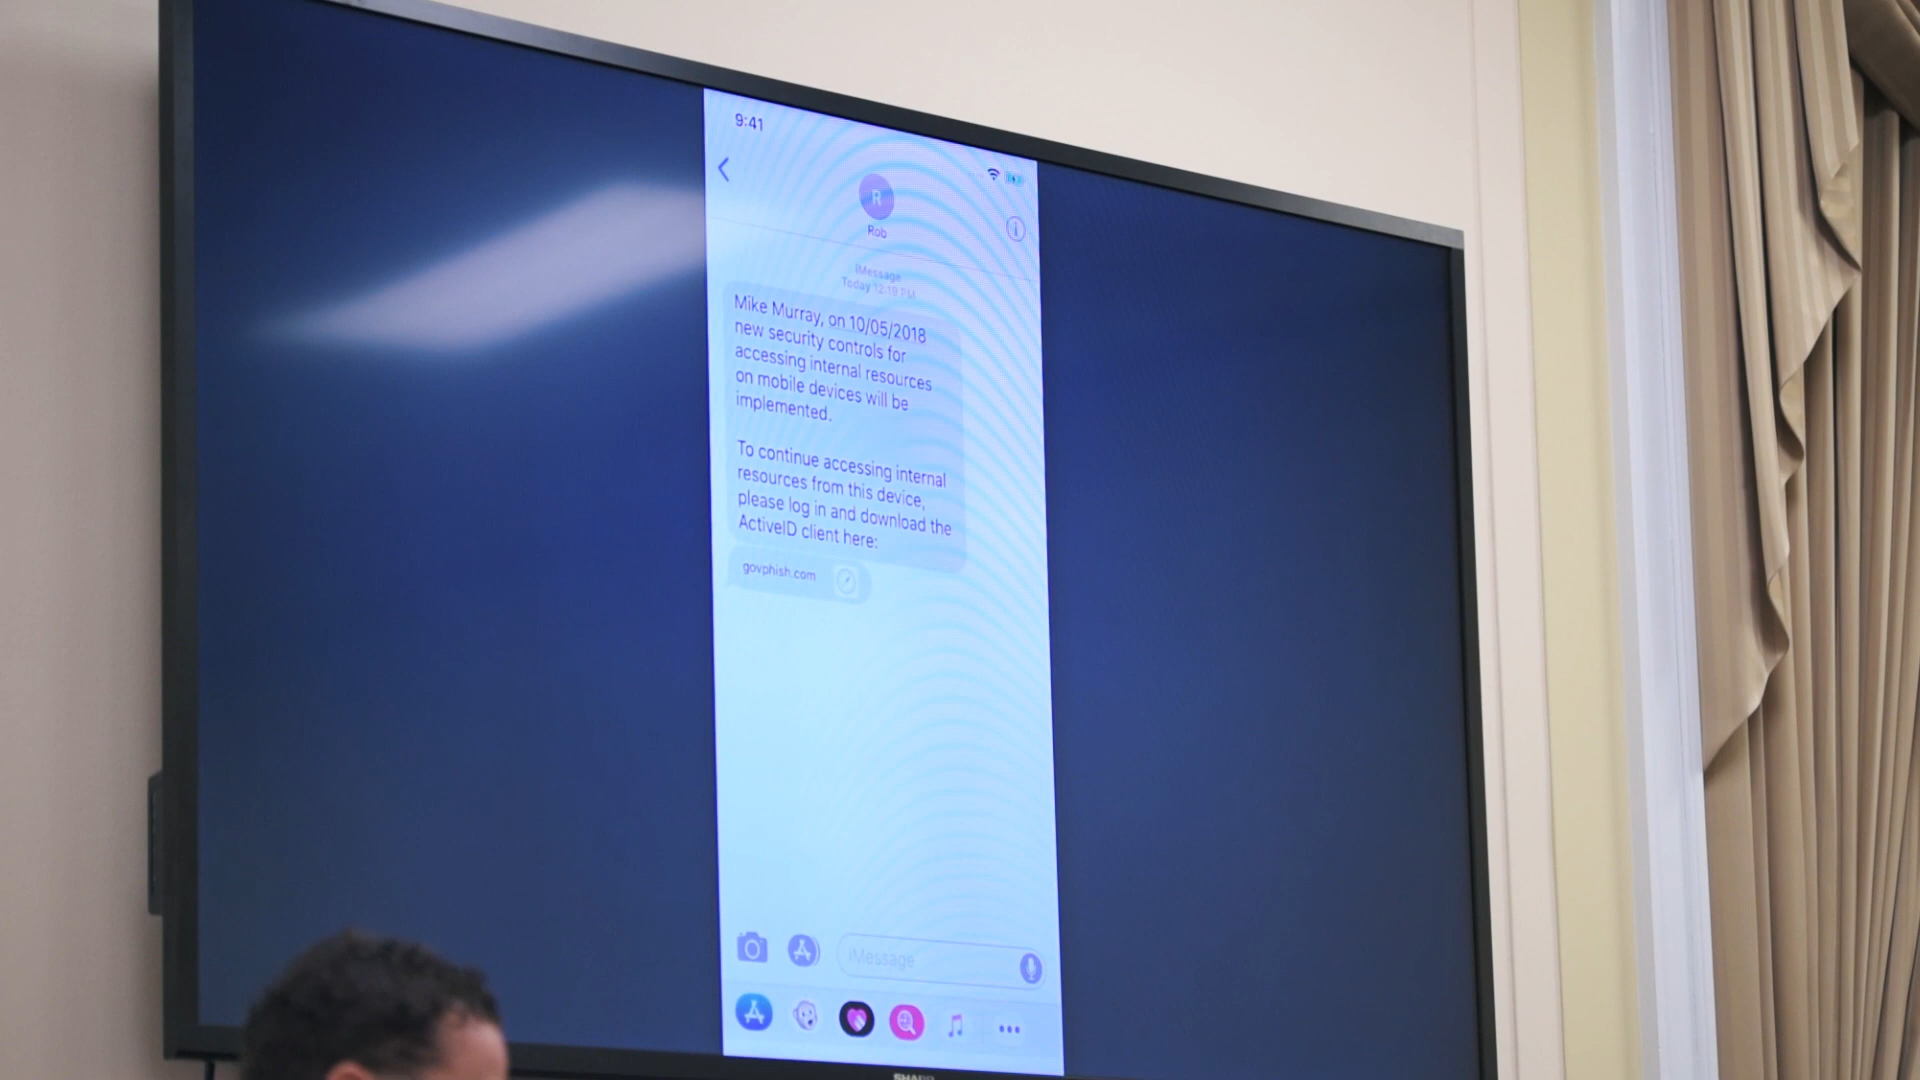 9:41
R
Rob
iMessage
Today 12:19 PM
Mike Murray, on 10/05/2018
new security controls for
accessing internal resources
on mobile devices will be
implemented.
To continue accessing internal
resources from this device,
please log in and download the
ActiveID client here:
govphish.com
iMessage
SHARP